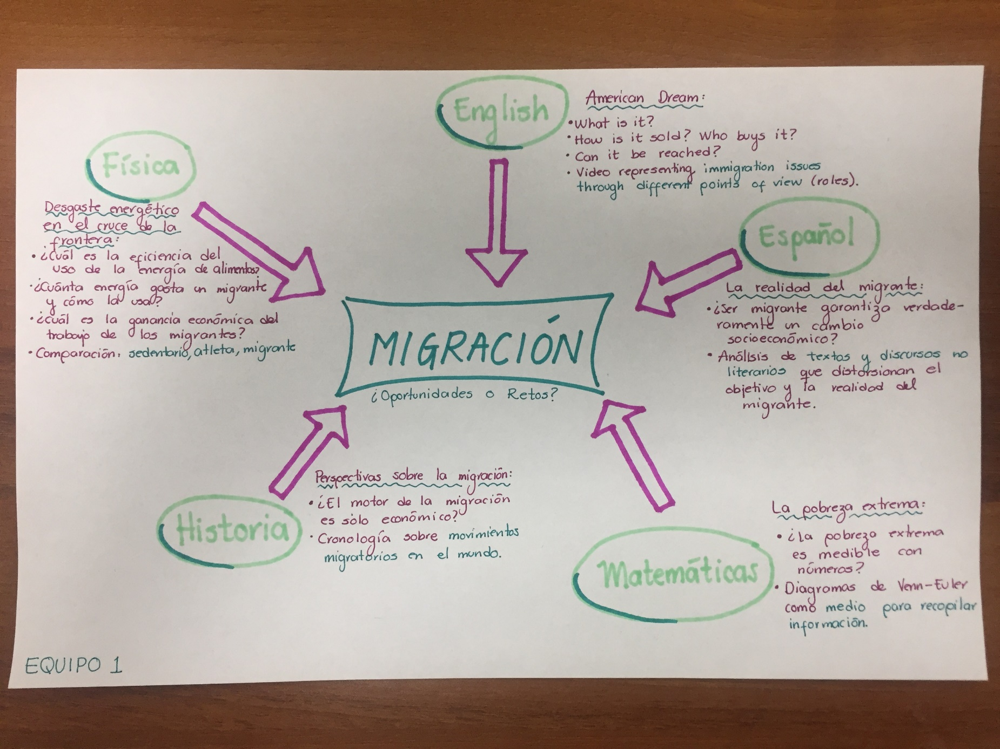 English
American Dream:
•What is it?
•How is it sold? Who buys it?
• Can it be reached?
• Video representing immigration issues
through different points of view (roles).
Física
Desgaste energético
en el cruce de la
frontera:
• ¿Cuál es la eficiencia del
uso de la energía de alimentos?
•¿Cuánta energía gasta un migrante
y cómo la usa?
•¿cuál es la ganancia económica del
trabajo de los migrantes?
•Comparación: sedentario, atleta, migrante
Español
La realidad del migrante:
•¿Ser migrante garantiza verdade-
ramente un cambio
socioeconómico?
• Análisis de textos y discursos no
literarios que distorsionan el
objetivo y la realidad del
migrante.
MIGRACIÓN
¿Oportunidades o Retos?
Historia
Perspectivas sobre la migración:
•¿El motor de la migración
es sólo económico?
• Cronología sobre movimientos
migratorios en el mundo.
Matemáticas
La pobreza extrema:
• ¿la pobreza extrema
es medible con
números?
• Diagramas de Venn-Euler
como medio para recopilar
información.
EQUIPO 1